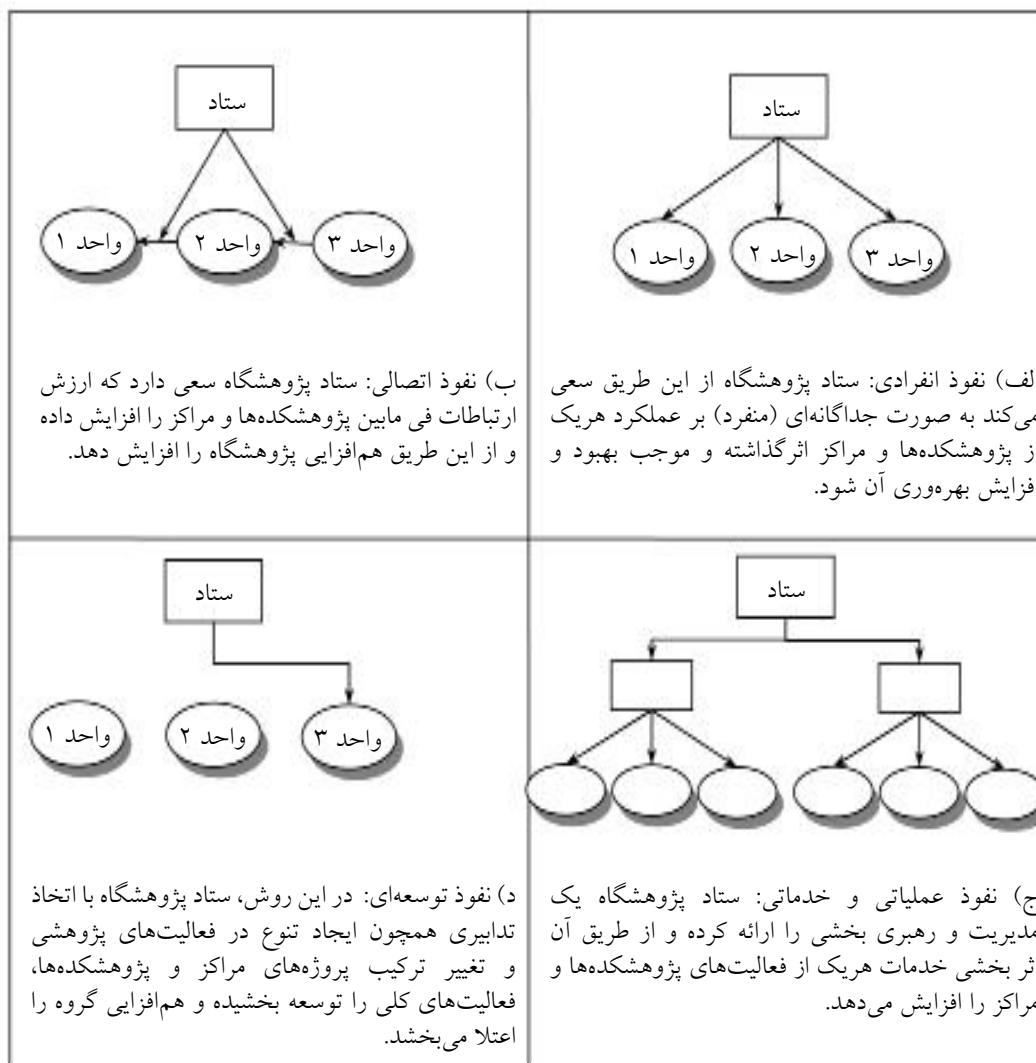 ستاد
واحد ۳
واحد ۲
واحد ۱
لف) نفوذ انفرادی: ستاد پژوهشگاه از این طریق سعی
می‌کند به صورت جداگانه‌ای (منفرد) بر عملکرد هریک
ز پژوهشکده‌ها و مراکز اثرگذاشته و موجب بهبود و
فزایش بهره‌وری آن شود.
ستاد
واحد ۳
واحد ۲
واحد ۱
ب) نفوذ اتصالی: ستاد پژوهشگاه سعی دارد که ارزش
ارتباطات فی مابین پژوهشکده‌ها و مراکز را افزایش داده
و از این طریق هم‌افزایی پژوهشگاه را افزایش دهد.
ستاد
ج) نفوذ عملیاتی و خدماتی: ستاد پژوهشگاه یک
مدیریت و رهبری بخشی را ارائه کرده و از طریق آن
ثر بخشی خدمات هریک از فعالیت‌های پژوهشکده‌ها و
مراکز را افزایش می‌دهد.
ستاد
واحد ۳
واحد ۲
واحد ۱
د) نفوذ توسعه‌ای: در این روش، ستاد پژوهشگاه با اتخاذ
تدابیری همچون ایجاد تنوع در فعالیت‌های پژوهشی
و تغییر ترکیب پروژه‌های مراکز و پژوهشکده‌ها،
فعالیت‌های کلی را توسعه بخشیده و هم‌افزایی گروه را
اعتلا می‌بخشد.